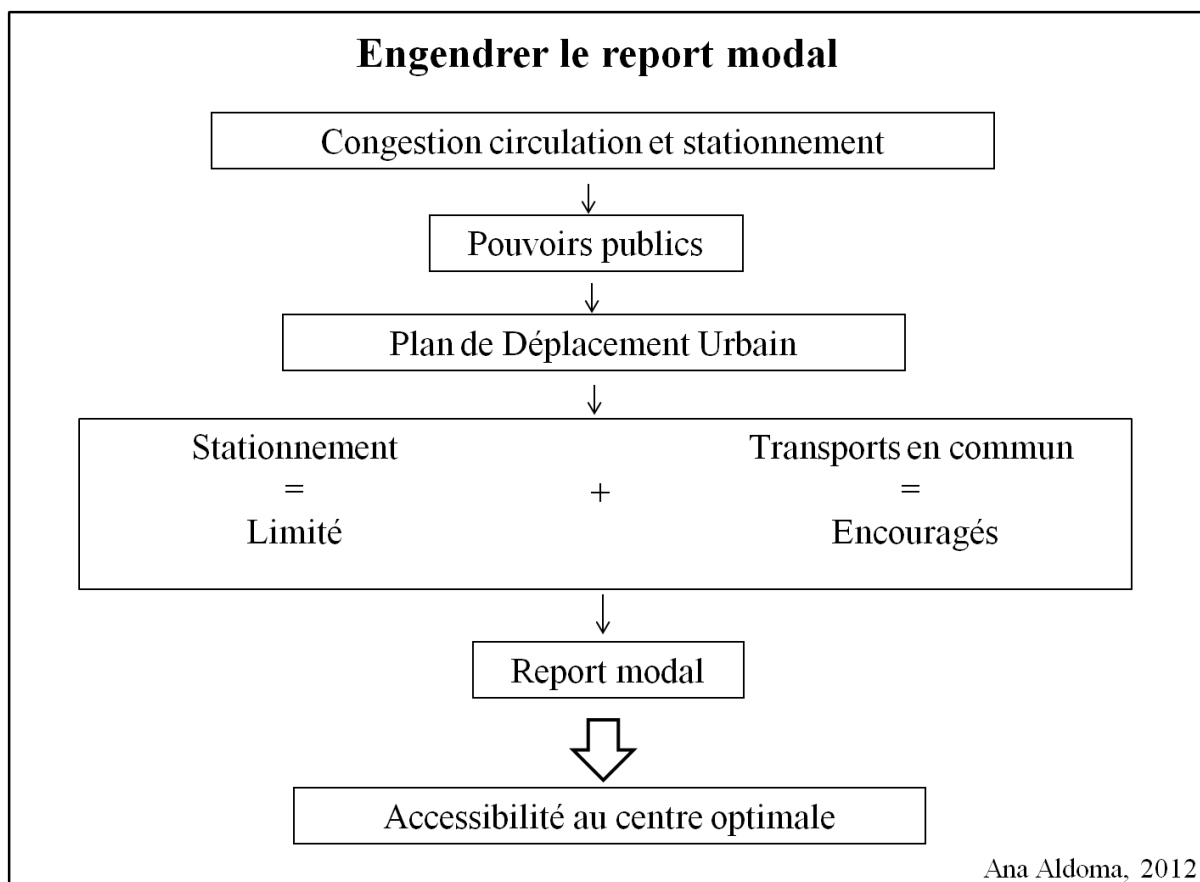 Engendrer le report modal
Congestion circulation et stationnement
Pouvoirs publics
Plan de Déplacement Urbain
Stationnement
=
Limité
+
Transports en commun
=
Encouragés
Report modal
Accessibilité au centre optimale
Ana Aldoma, 2012